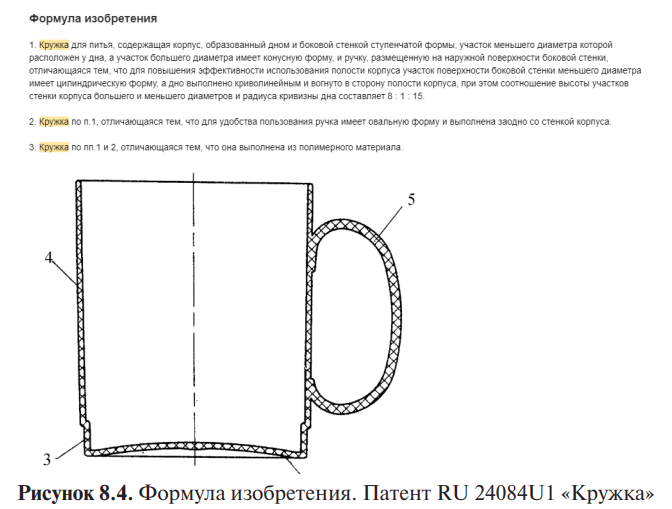 Формула изобретения
1. Кружка для питья, содержащая корпус, образованный дном и боковой стенкой ступенчатой формы, участок меньшего диаметра которой
расположен у дна, а участок большего диаметра имеет конусную форму, и ручку, размещенную на наружной поверхности боковой стенки,
отличающаяся тем, что для повышения эффективности использования полости корпуса участок поверхности боковой стенки меньшего диаметра
имеет цилиндрическую форму, а дно выполнено криволинейным и вогнуто в сторону полости корпуса, при этом соотношение высоты участков
стенки корпуса большего и меньшего диаметров и радиуса кривизны дна составляет 8 : 1 : 15.
2. Кружка по п.1, отличающаяся тем, что для удобства пользования ручка имеет овальную форму и выполнена заодно со стенкой корпуса.
3. Кружка по пп.1 и 2, отличающаяся тем, что она выполнена из полимерного материала.
5
4
3
Рисунок 8.4. Формула изобретения. Патент RU 24084U1 «Кружка»